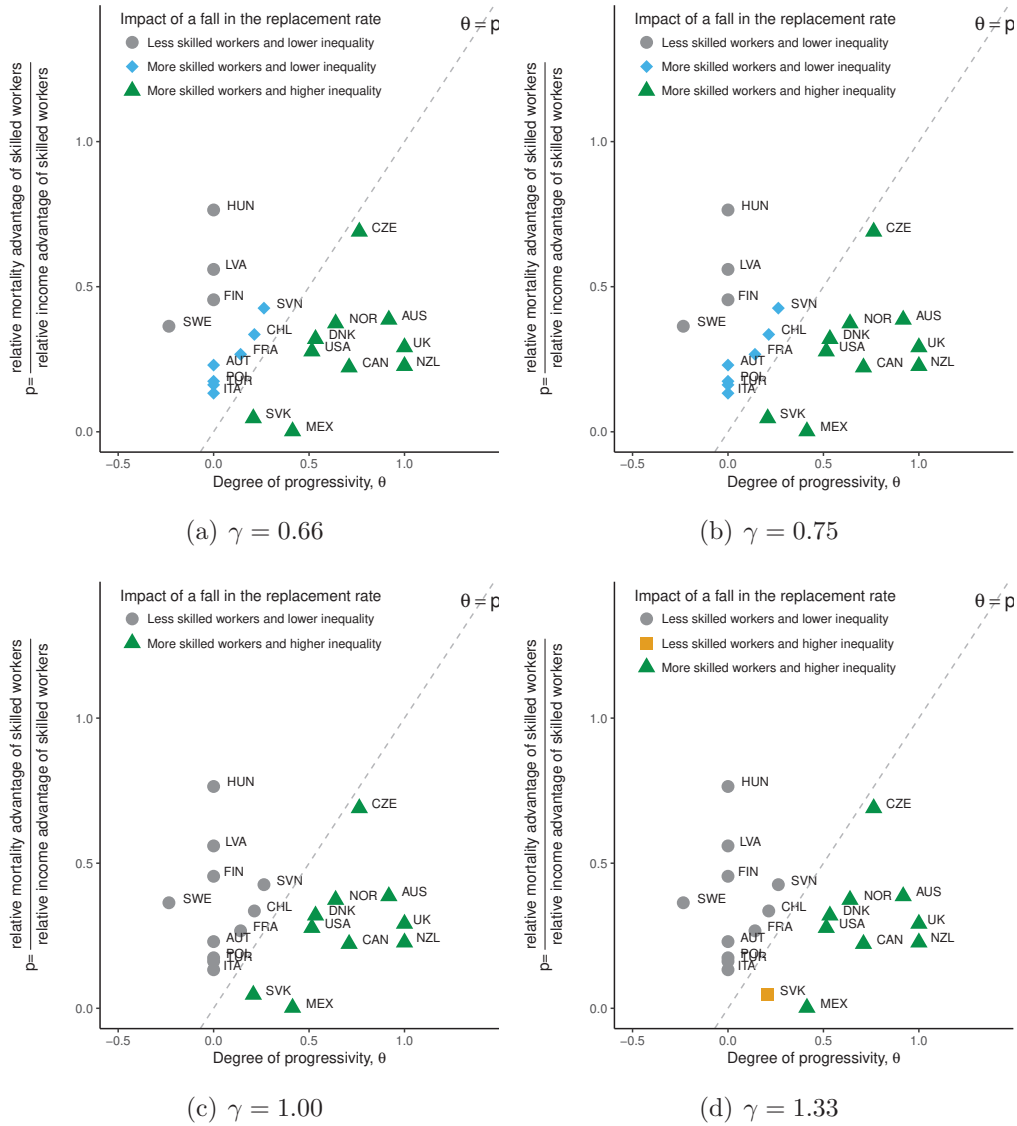 Impact of a fall in the replacement rate
θ = p
Less skilled workers and lower inequality
More skilled workers and lower inequality
More skilled workers and higher inequality
p= relative mortality advantage of skilled workers
relative income advantage of skilled workers
1.0
0.5
0.0
HUN
CZE
LVA
FIN
SVN
SWE
NOR
AUS
CHL
DNK
UK
FRA
USA
AUT
CAN
NZL
POL
TUR
ITA
SVK
MEX
−0.5 0.0 0.5 1.0
Degree of progressivity, θ
(a) γ = 0.66
Impact of a fall in the replacement rate
θ = p
Less skilled workers and lower inequality
More skilled workers and lower inequality
More skilled workers and higher inequality
p= relative mortality advantage of skilled workers
relative income advantage of skilled workers
1.0
0.5
0.0
HUN
CZE
LVA
FIN
SVN
SWE
NOR
AUS
CHL
DNK
UK
FRA
USA
AUT
CAN
NZL
POL
TUR
ITA
SVK
MEX
−0.5 0.0 0.5 1.0
Degree of progressivity, θ
(b) γ = 0.75
Impact of a fall in the replacement rate
θ = p
Less skilled workers and lower inequality
More skilled workers and higher inequality
p= relative mortality advantage of skilled workers
relative income advantage of skilled workers
1.0
0.5
0.0
HUN
CZE
LVA
FIN
SVN
SWE
NOR
AUS
CHL
DNK
UK
FRA
USA
AUT
CAN
NZL
POL
TUR
ITA
SVK
MEX
−0.5 0.0 0.5 1.0
Degree of progressivity, θ
(c) γ = 1.00
Impact of a fall in the replacement rate
θ = p
Less skilled workers and lower inequality
Less skilled workers and higher inequality
More skilled workers and higher inequality
p= relative mortality advantage of skilled workers
relative income advantage of skilled workers
1.0
0.5
0.0
HUN
CZE
LVA
FIN
SVN
SWE
NOR
AUS
CHL
DNK
UK
FRA
USA
AUT
CAN
NZL
POL
TUR
ITA
SVK
MEX
−0.5 0.0 0.5 1.0
Degree of progressivity, θ
(d) γ = 1.33